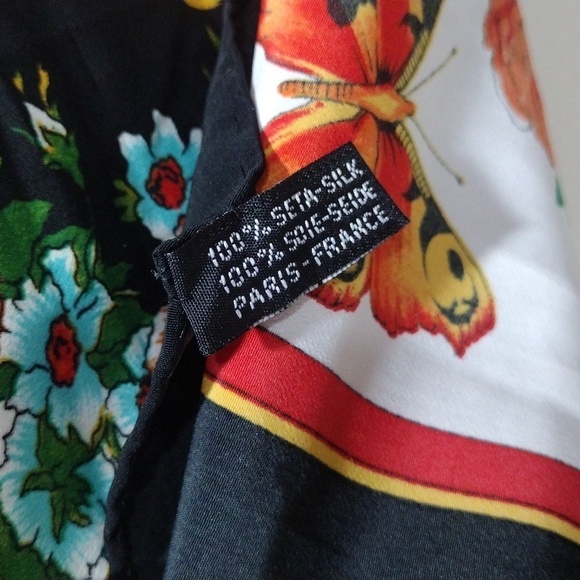 100% SETA-SILK
100% SOIE-SEIDE
PARIS-FRANCE